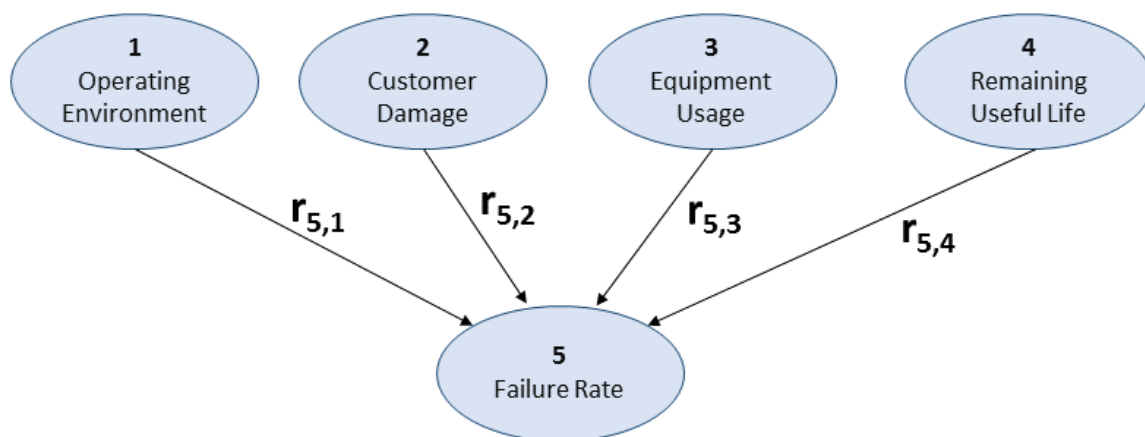 1
Operating
Environment
2
Customer
Damage
3
Equipment
Usage
4
Remaining
Useful Life
r5,1
r5,2
r5,3
r5,4
5
Failure Rate